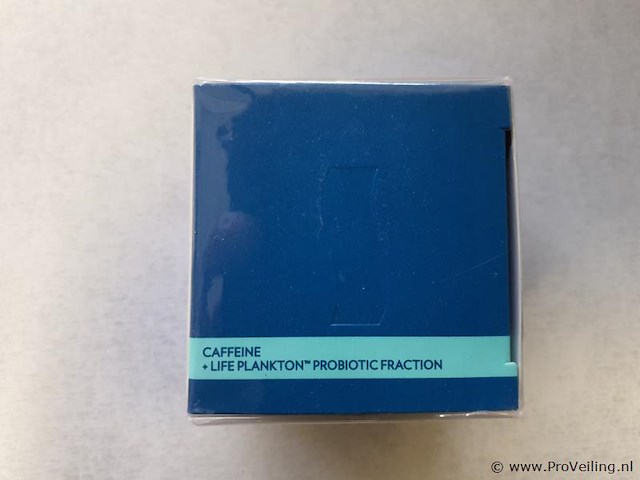 CAFFEINE
+ LIFE PLANKTON™ PROBIOTIC FRACTION
© www.ProVeiling.nl